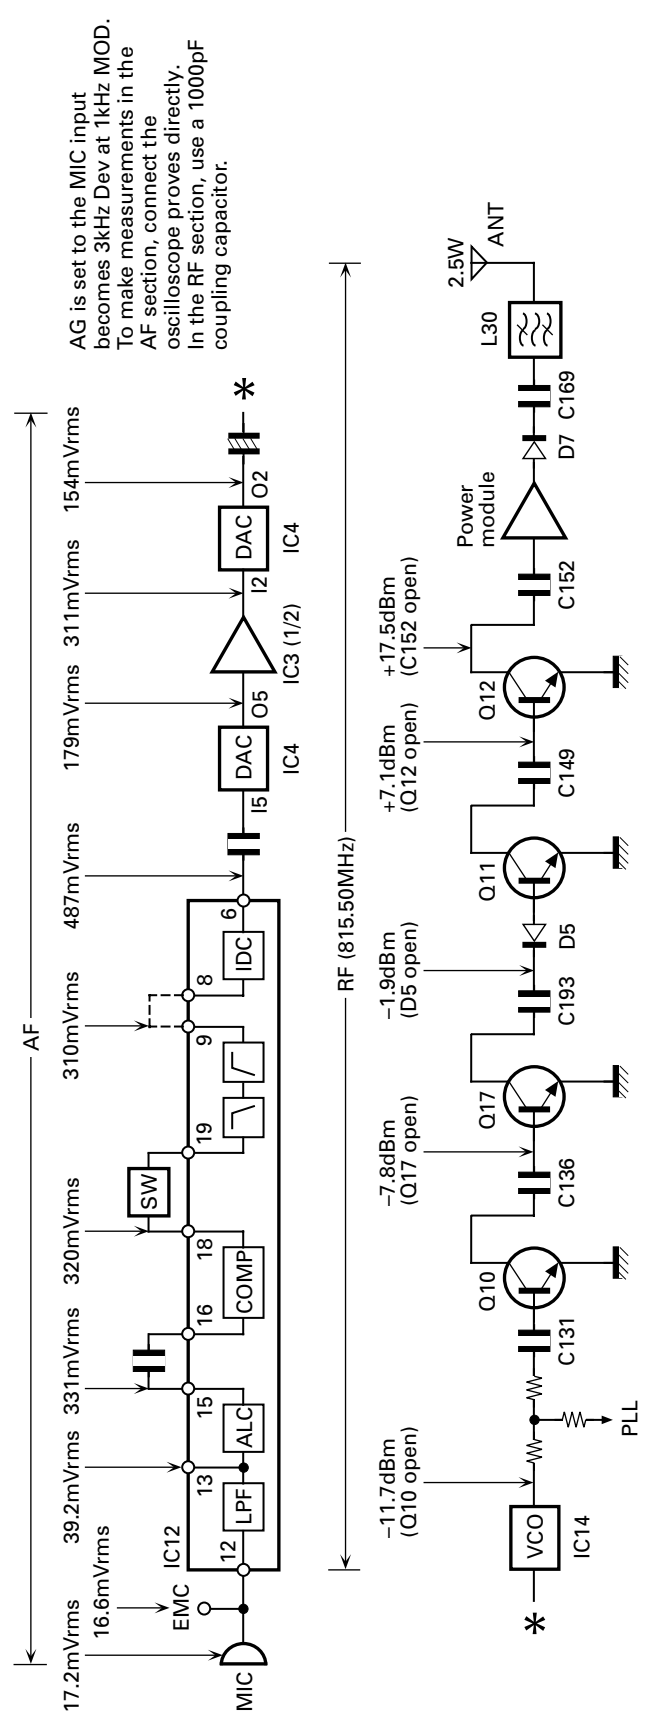 AF
17.2mVrms
16.6mVrms
39.2mVrms
331mVrms
320mVrms
310mVrms
487mVrms
179mVrms
311mVrms
154mVrms
MIC
EMC
IC12
12
LPF
13
ALC
15
16
COMP
18
SW
19
9
8
IDC
6
I5
DAC
IC4
O5
IC3 (1/2)
I2
DAC
IC4
O2
*
AG is set to the MIC input
becomes 3kHz Dev at 1kHz MOD.
To make measurements in the
AF section, connect the
oscilloscope proves directly.
In the RF section, use a 1000pF
coupling capacitor.
RF (815.50MHz)
*
VCO
IC14
–11.7dBm
(Q10 open)
PLL
C131
Q10
C136
–7.8dBm
(Q17 open)
Q17
C193
–1.9dBm
(D5 open)
D5
Q11
C149
+7.1dBm
(Q12 open)
Q12
+17.5dBm
(C152 open)
C152
Power
module
D7
C169
L30
2.5W
ANT